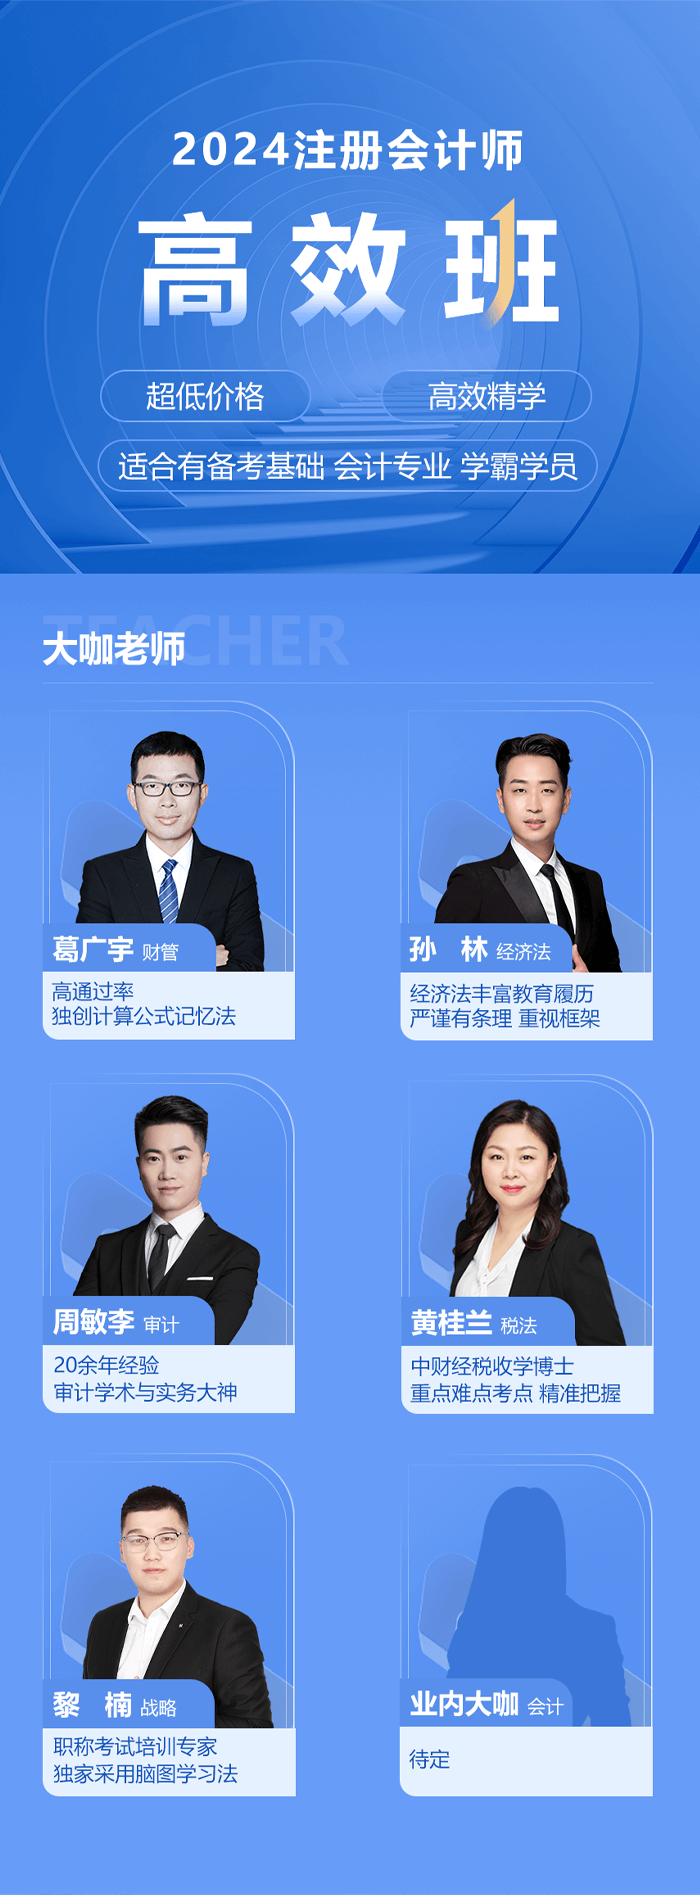 2024注册会计师
高效班
超低价格
高效精学
适合有备考基础 会计专业 学霸学员
TEACHER
大咖老师
葛广宇 财管
高通过率
独创计算公式记忆法
孙 林 经济法
经济法丰富教育履历
严谨有条理 重视框架
周敏李 审计
20余年经验
审计学术与实务大神
黄桂兰 税法
中财经税收学博士
重点难点考点 精准把握
黎 楠 战略
职称考试培训专家
独家采用脑图学习法
业内大咖 会计
待定